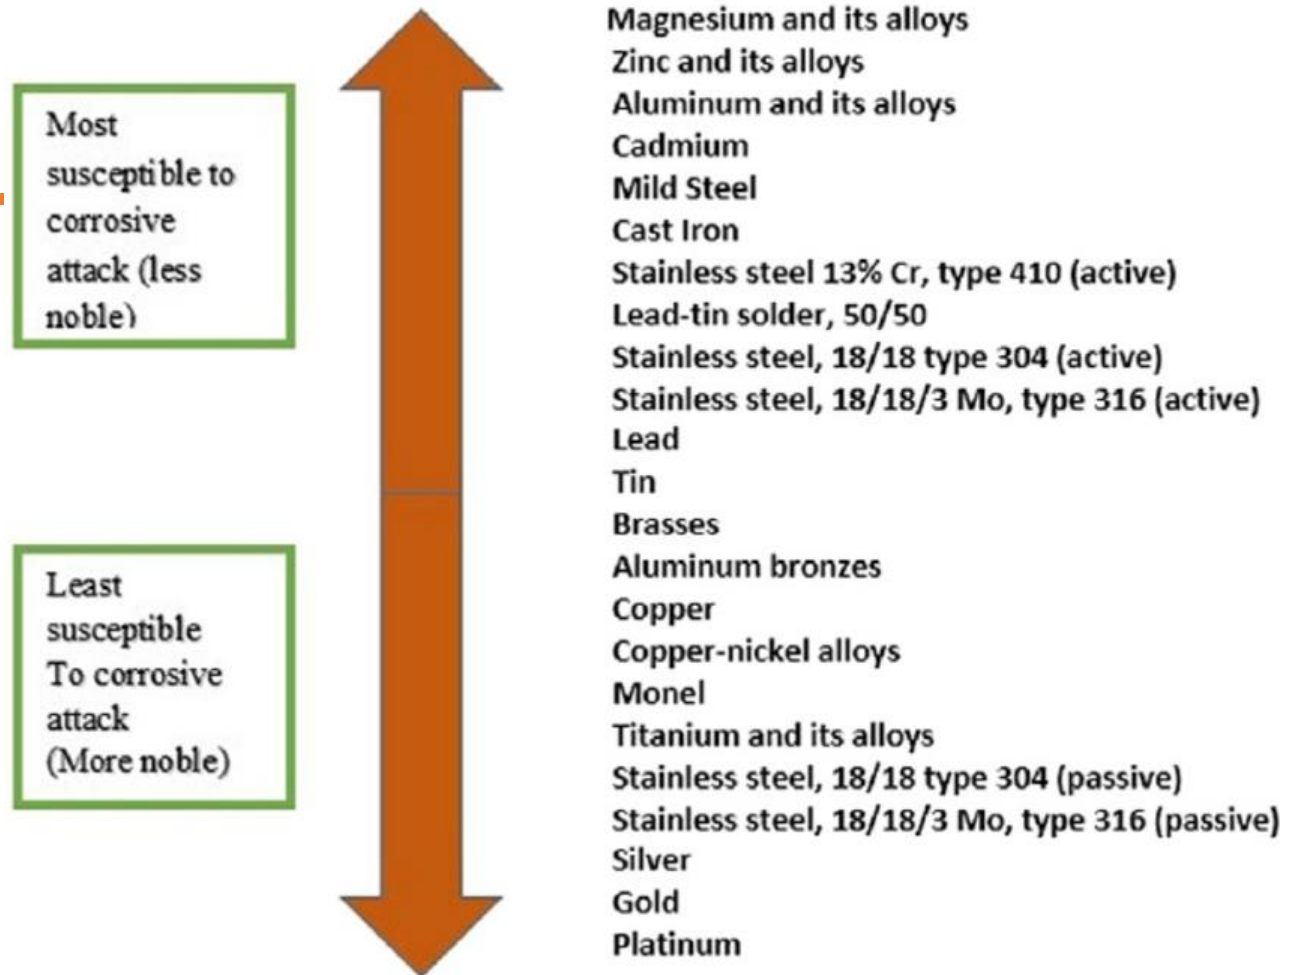 Most
susceptible to
corrosive
attack (less
noble)
Least
susceptible
To corrosive
attack
(More noble)
Magnesium and its alloys
Zinc and its alloys
Aluminum and its alloys
Cadmium
Mild Steel
Cast Iron
Stainless steel 13% Cr, type 410 (active)
Lead-tin solder, 50/50
Stainless steel, 18/18 type 304 (active)
Stainless steel, 18/18/3 Mo, type 316 (active)
Lead
Tin
Brasses
Aluminum bronzes
Copper
Copper-nickel alloys
Monel
Titanium and its alloys
Stainless steel, 18/18 type 304 (passive)
Stainless steel, 18/18/3 Mo, type 316 (passive)
Silver
Gold
Platinum